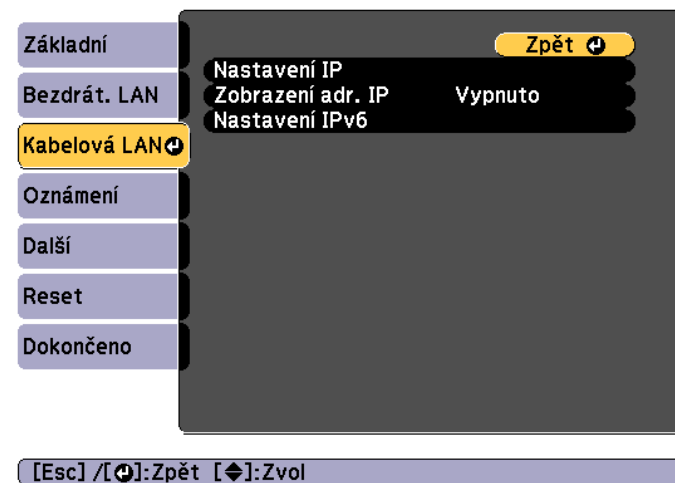 Základní
Bezdrát. LAN
Kabelová LAN
Oznámení
Další
Reset
Dokončeno
Zpět
Nastavení IP
Zobrazení adr. IP Vypnuto
Nastavení IPv6
[Esc] /[⏎]:Zpět [◆]:Zvol